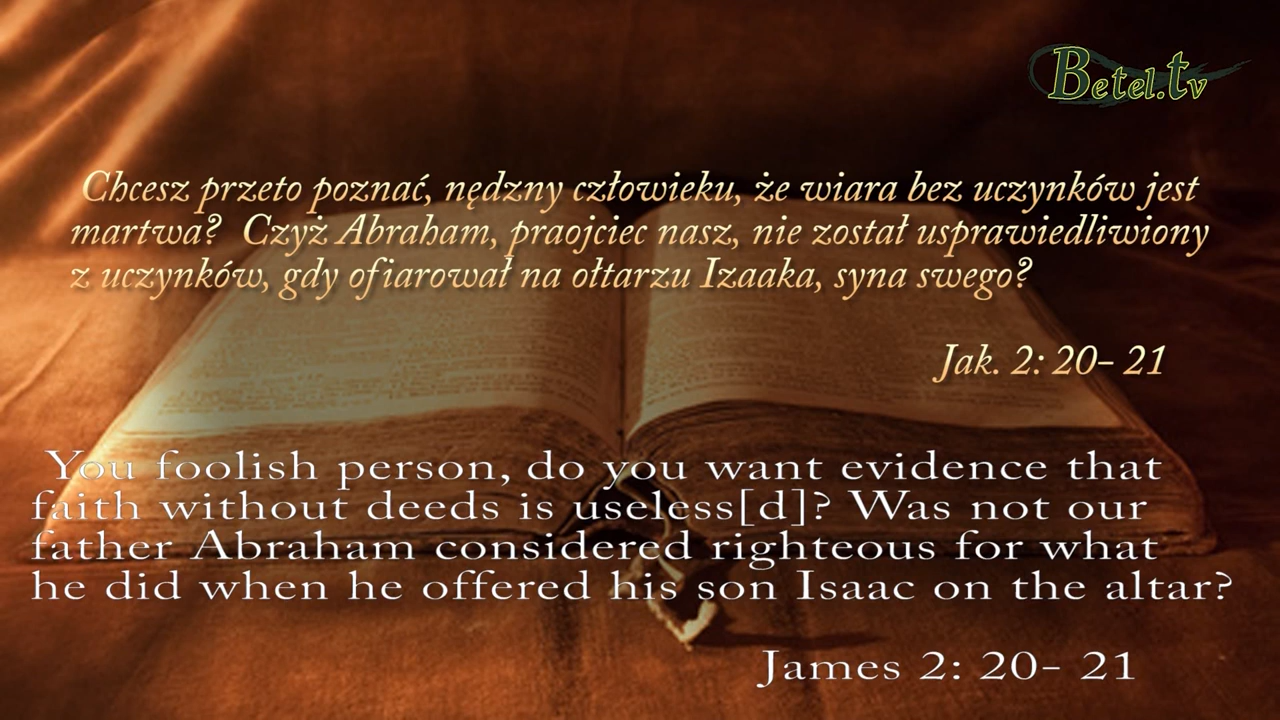 Betel.tv
Chcesz przeto poznać, nędzny człowieku, że wiara bez uczynków jest
martwa? Czyż Abraham, praojciec nasz, nie został usprawiedliwiony
z uczynków, gdy ofiarował na ołtarzu Izaaka, syna swego?
Jak. 2: 20- 21
You foolish person, do you want evidence that
faith without deeds is useless[d]? Was not our
father Abraham considered righteous for what
he did when he offered his son Isaac on the altar?
James 2: 20- 21